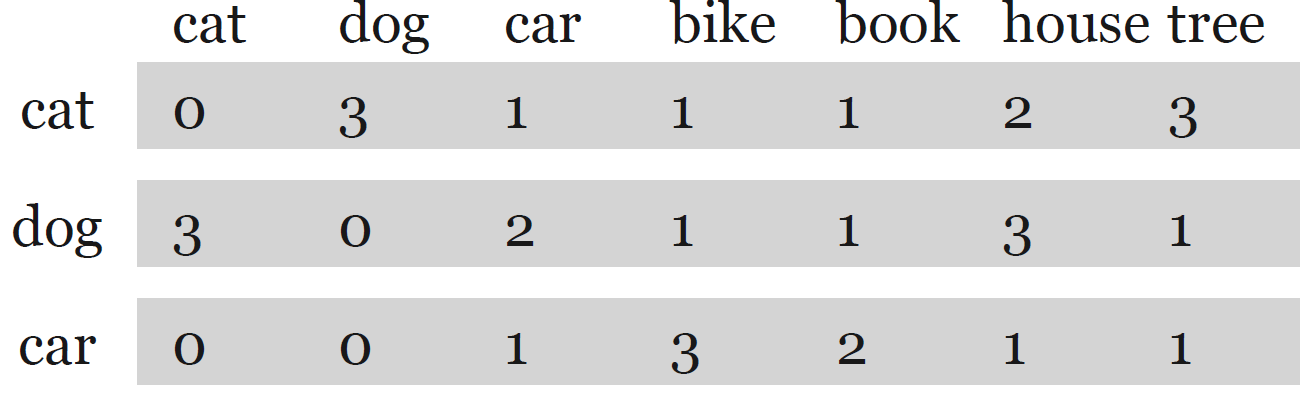 cat dog car bike book house tree
cat 0 3 1 1 1 2 3
dog 3 0 2 1 1 3 1
car 0 0 1 3 2 1 1